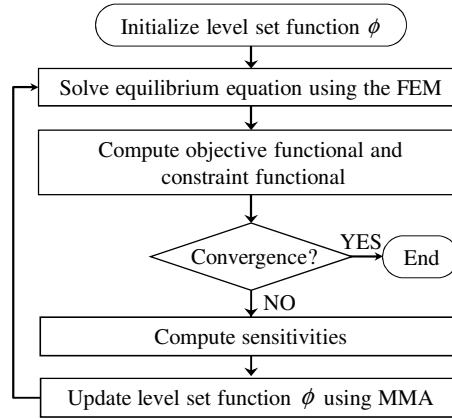 Initialize level set function ϕ
Solve equilibrium equation using the FEM
Compute objective functional and
constraint functional
Convergence?
YES
End
NO
Compute sensitivities
Update level set function ϕ using MMA